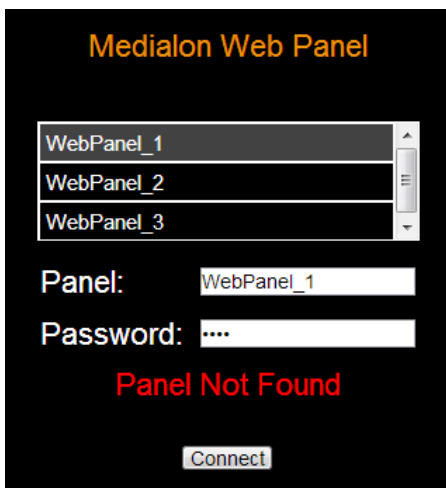 Medialon Web Panel
WebPanel_1
WebPanel_2
WebPanel_3
Panel: WebPanel_1
Password: ••••
Panel Not Found
Connect